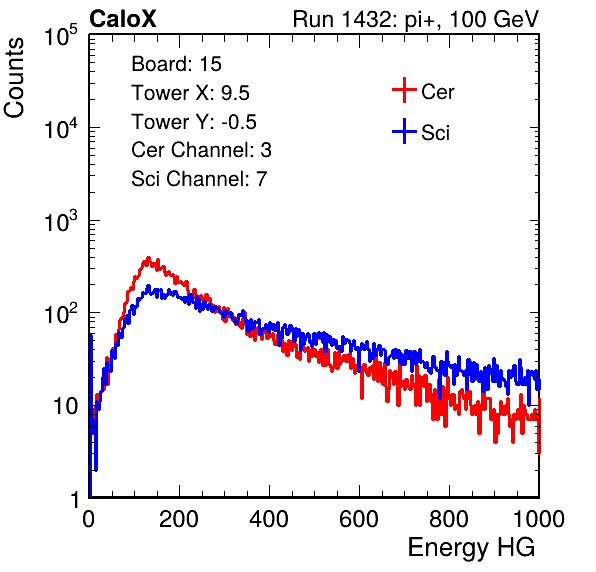 CaloX Run 1432: pi+, 100 GeV
Counts
Board: 15
Tower X: 9.5
Tower Y: -0.5
Cer Channel: 3
Sci Channel: 7
Cer
Sci
10^5
10^4
10^3
10^2
10
1
0 200 400 600 800 1000
Energy HG